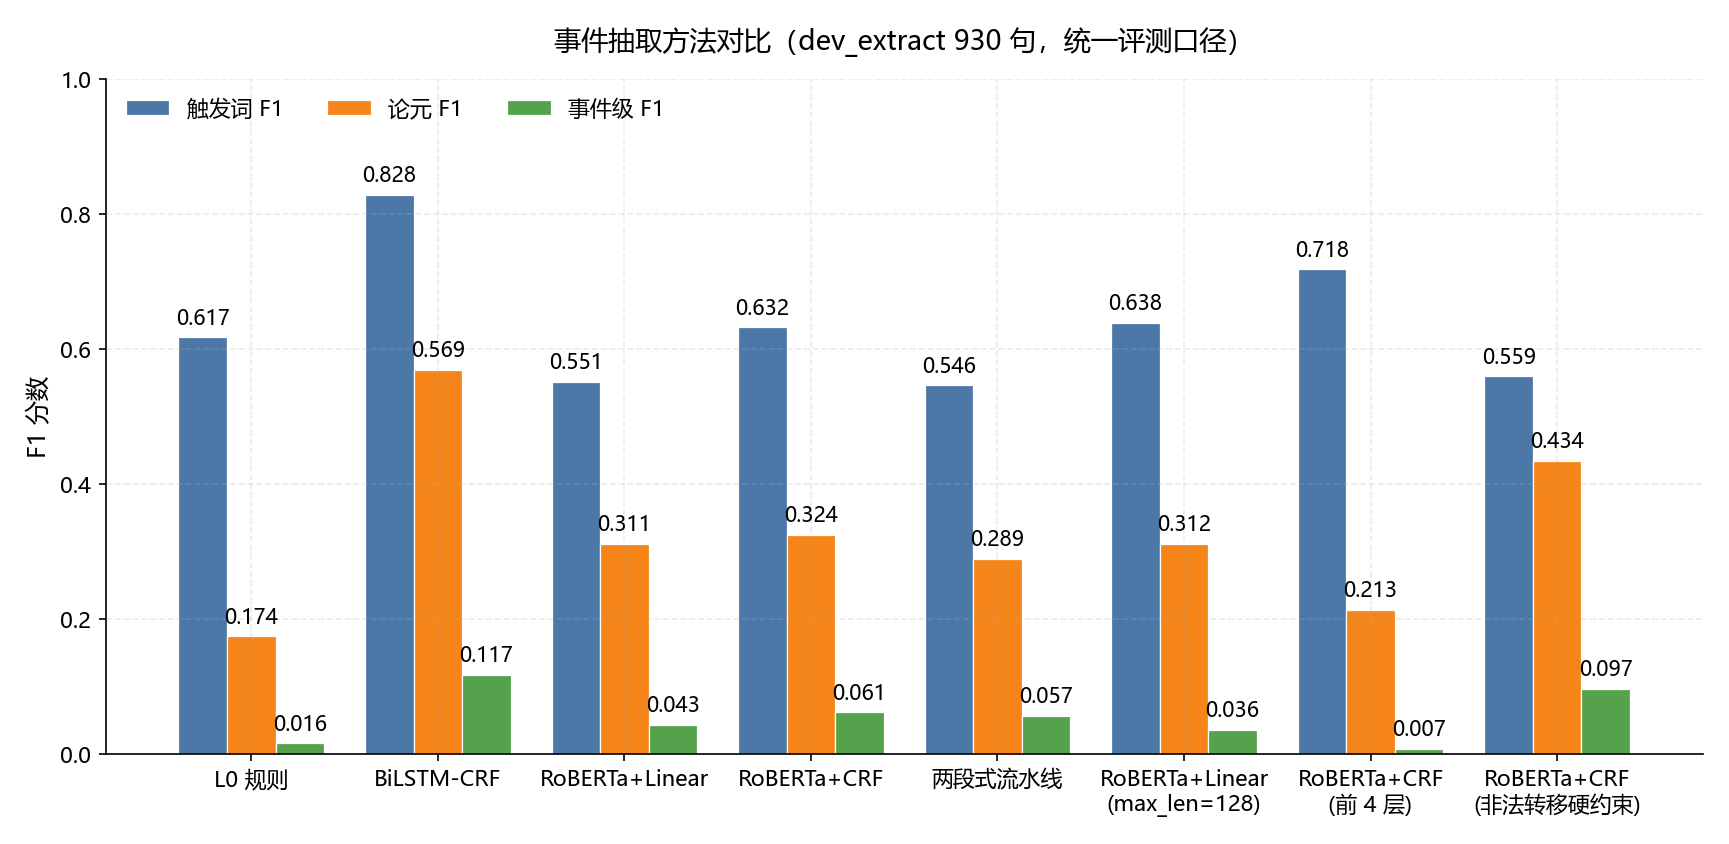 事件抽取方法对比（dev_extract 930 句，统一评测口径）
触发词 F1
论元 F1
事件级 F1
F1 分数
1.0
0.8
0.6
0.4
0.2
0.0
0.617
0.174
0.016
0.828
0.569
0.117
0.551
0.311
0.043
0.632
0.324
0.061
0.546
0.289
0.057
0.638
0.312
0.036
0.718
0.213
0.007
0.559
0.434
0.097
L0 规则
BiLSTM-CRF
RoBERTa+Linear
RoBERTa+CRF
两段式流水线
RoBERTa+Linear
(max_len=128)
RoBERTa+CRF
(前 4 层)
RoBERTa+CRF
(非法转移硬约束)